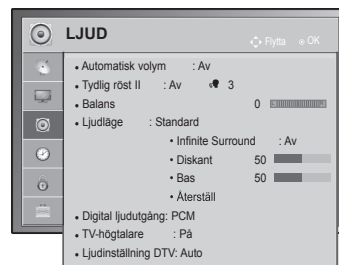 LJUD
Flytta OK
• Automatisk volym : Av
• Tydlig röst II : Av 3
• Balans 0 L R
• Ljudläge : Standard
• Infinite Surround : Av
• Diskant 50
• Bas 50
• Återställ
• Digital ljudutgång: PCM
• TV-högtalare : På
• Ljudinställning DTV: Auto